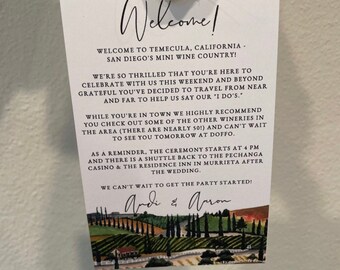 Welcome!
WELCOME TO TEMECULA, CALIFORNIA -
SAN DIEGO'S MINI WINE COUNTRY!
WE'RE SO THRILLED THAT YOU'RE HERE TO
CELEBRATE WITH US THIS WEEKEND AND BEYOND
GRATEFUL YOU'VE DECIDED TO TRAVEL FROM NEAR
AND FAR TO HELP US SAY OUR "I DO'S."
WHILE YOU'RE IN TOWN WE HIGHLY RECOMMEND
YOU CHECK OUT SOME OF THE OTHER WINERIES IN
THE AREA (THERE ARE NEARLY 50!) AND CAN'T WAIT
TO SEE YOU TOMORROW AT DOFFO.
AS A REMINDER, THE CEREMONY STARTS AT 4 PM
AND THERE IS A SHUTTLE BACK TO THE PECHANGA
CASINO & THE RESIDENCE INN IN MURRIETA AFTER
THE WEDDING.
WE CAN'T WAIT TO GET THE PARTY STARTED!
Andi & Aaron